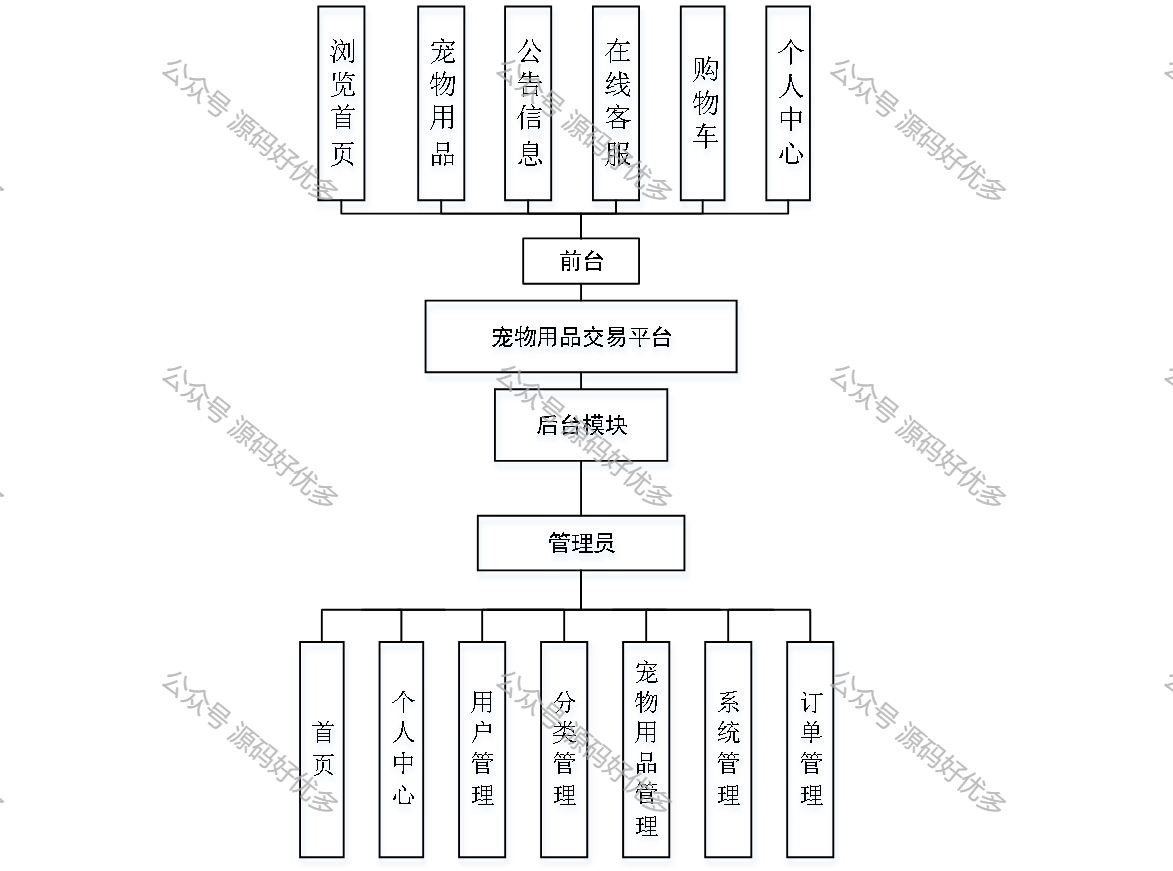 浏览首页
宠物用品
公告信息
在线客服
购物车
个人中心
前台
宠物用品交易平台
后台模块
管理员
首页
个人中心
用户管理
分类管理
宠物用品管理
系统管理
订单管理
公众号 源码好优多
公众号 源码好优多
公众号 源码好优多
公众号 源码好优多
公众号 源码好优多
公众号 源码好优多
公众号 源码好优多
公众号 源码好优多
公众号 源码好优多